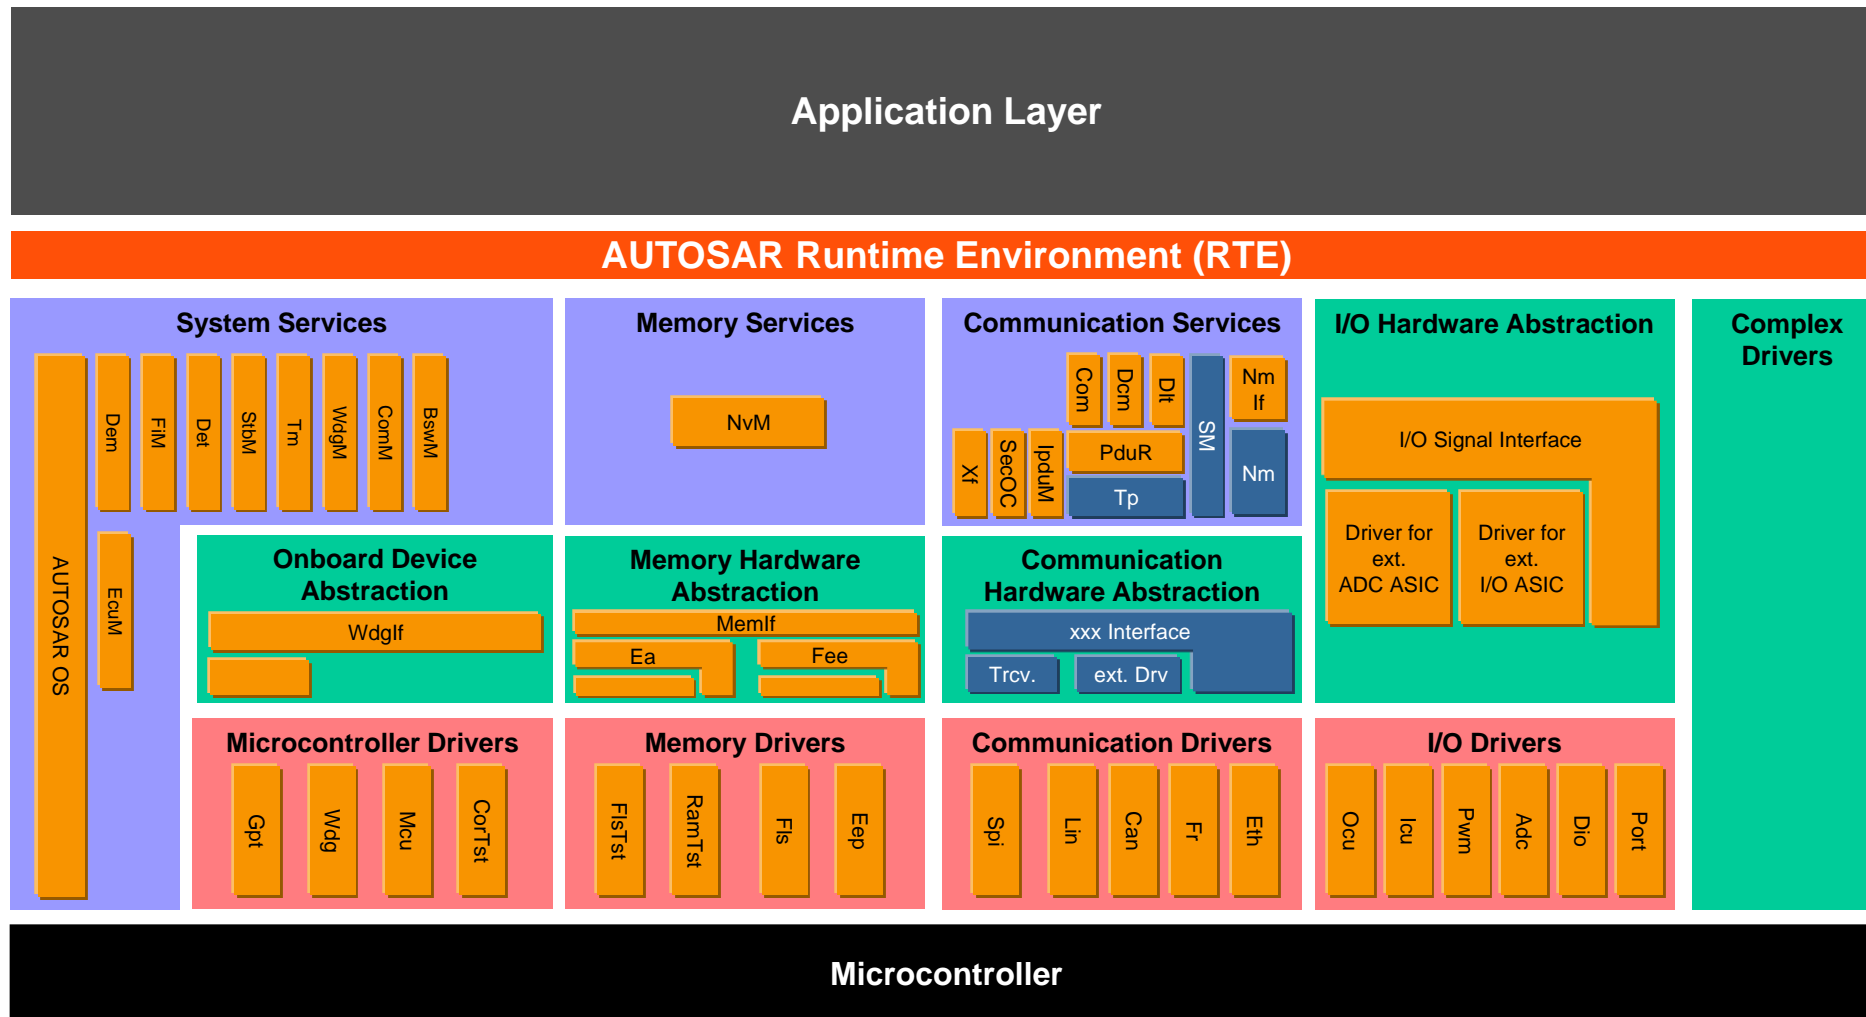 Application Layer
AUTOSAR Runtime Environment (RTE)
System Services
AUTOSAR OS
Dem
FiM
Det
StbM
Tm
WdgM
ComM
BswM
EcuM
Memory Services
NvM
Communication Services
Com
Dcm
Dlt
SM
Nm
If
Xf
SecOC
IpduM
PduR
Tp
Nm
I/O Hardware Abstraction
I/O Signal Interface
Driver for
ext.
ADC ASIC
Driver for
ext.
I/O ASIC
Complex
Drivers
Onboard Device
Abstraction
WdgIf
Memory Hardware
Abstraction
MemIf
Ea
Fee
Communication
Hardware Abstraction
xxx Interface
Trcv.
ext. Drv
Microcontroller Drivers
Gpt
Wdg
Mcu
CorTst
Memory Drivers
FlsTst
RamTst
Fls
Eep
Communication Drivers
Spi
Lin
Can
Fr
Eth
I/O Drivers
Ocu
Icu
Pwm
Adc
Dio
Port
Microcontroller